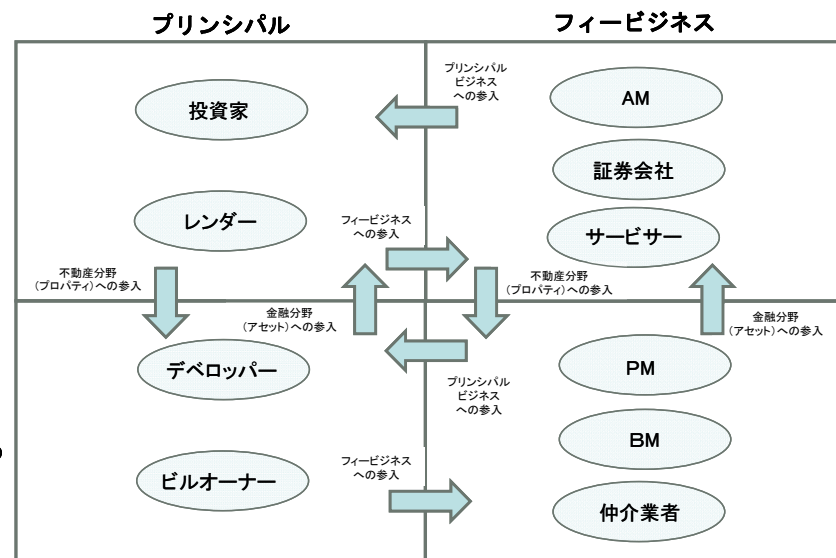 プリンシパル
フィービジネス
投資家
プリンシパル
ビジネス
への参入
AM
証券会社
レンダー
フィービジネス
への参入
サービサー
不動産分野
(プロパティ)への参入
不動産分野
(プロパティ)への参入
金融分野
(アセット)への参入
金融分野
(アセット)への参入
デベロッパー
プリンシパル
ビジネス
への参入
PM
BM
ビルオーナー
フィービジネス
への参入
仲介業者